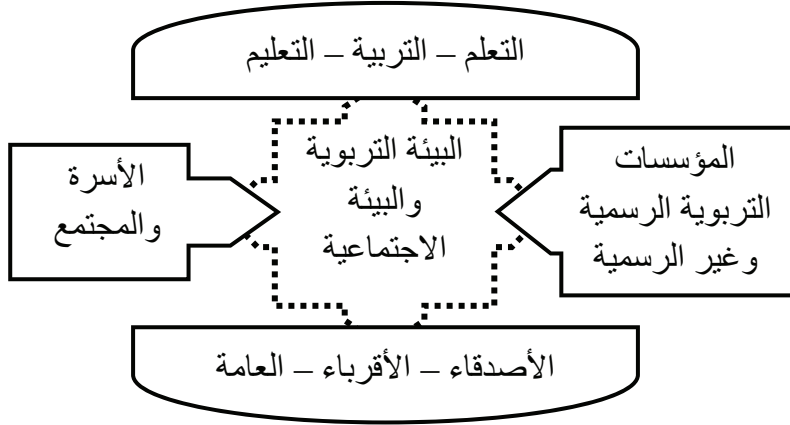 التعلم – التربية – التعليم
المؤسسات
التربوية الرسمية
وغير الرسمية
البيئة التربوية
والبيئة
الاجتماعية
الأسرة
والمجتمع
الأصدقاء – الأقرباء – العامة